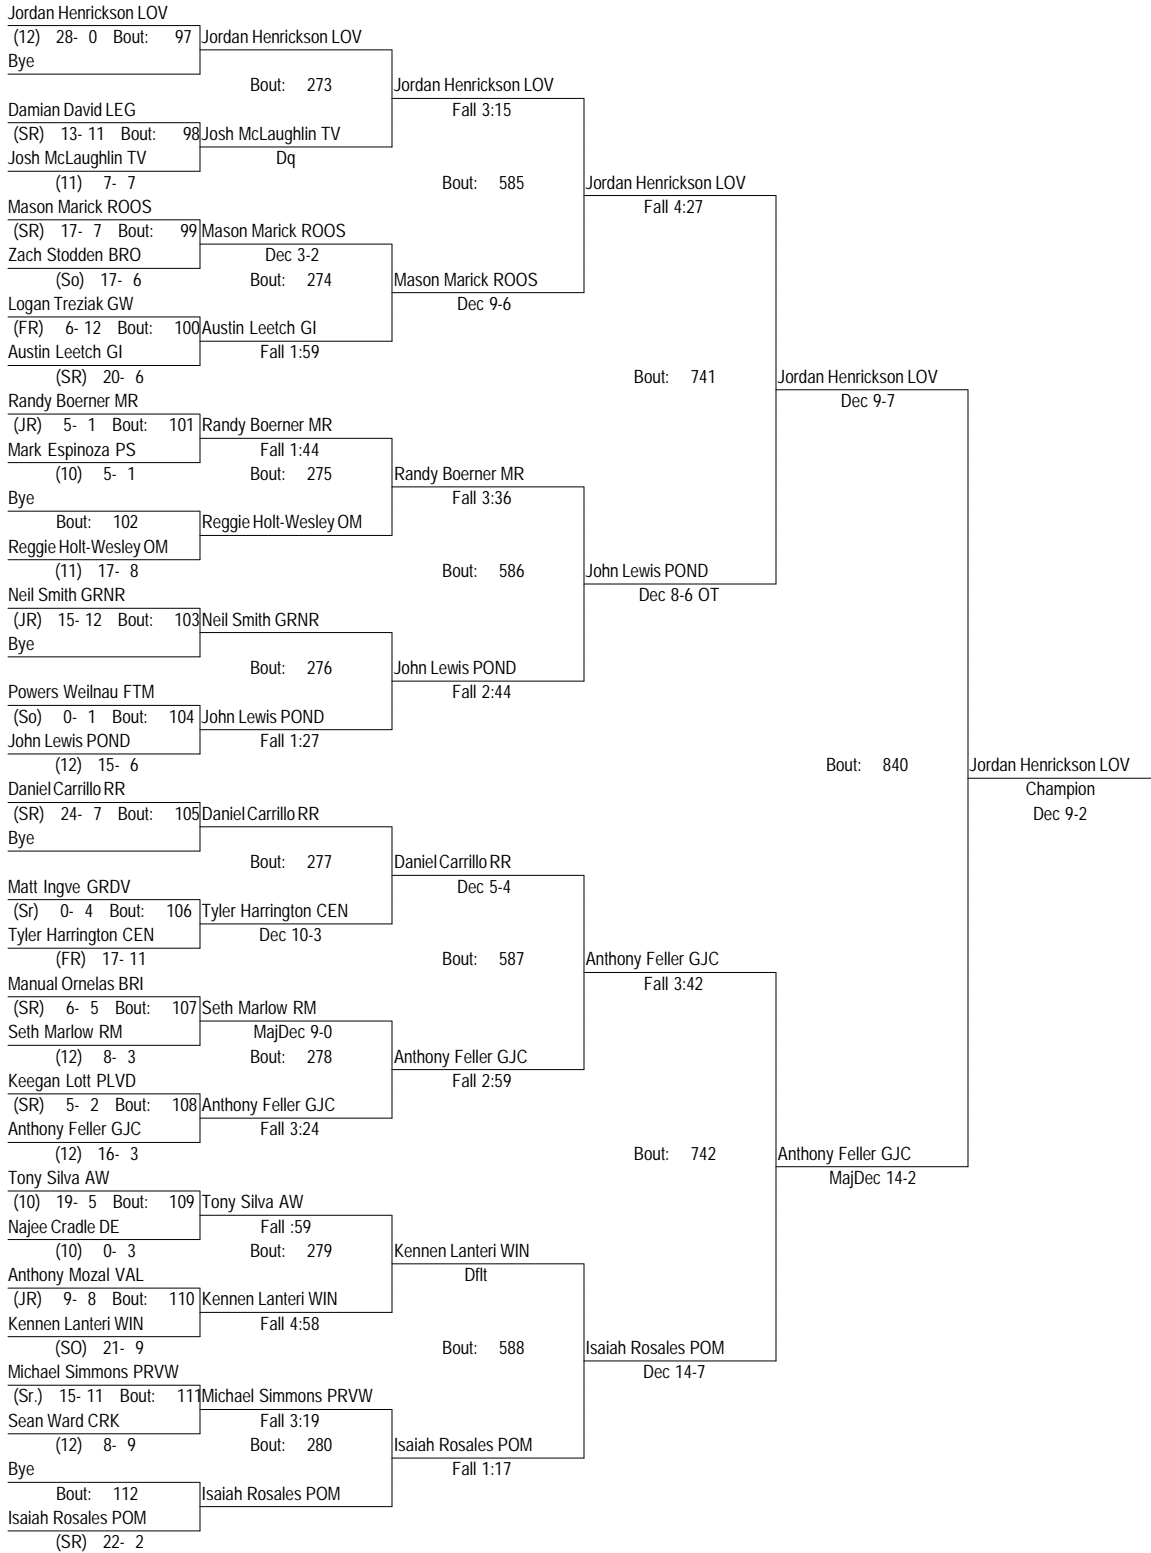 Jordan Henrickson LOV
(12) 28- 0 Bout: 97 Jordan Henrickson LOV
Bye
Bout: 273 Jordan Henrickson LOV
Damian David LEG Fall 3:15
(SR) 13- 11 Bout: 98 Josh McLaughlin TV
Josh McLaughlin TV Dq
(11) 7- 7 Bout: 585 Jordan Henrickson LOV
Mason Marick ROOS Fall 4:27
(SR) 17- 7 Bout: 99 Mason Marick ROOS
Zach Stodden BRO Dec 3-2
(So) 17- 6 Bout: 274 Mason Marick ROOS
Logan Treziak GW Dec 9-6
(FR) 6- 12 Bout: 100 Austin Leetch GI
Austin Leetch GI Fall 1:59
(SR) 20- 6 Bout: 741 Jordan Henrickson LOV
Randy Boerner MR Dec 9-7
(JR) 5- 1 Bout: 101 Randy Boerner MR
Mark Espinoza PS Fall 1:44
(10) 5- 1 Bout: 275 Randy Boerner MR
Bye Fall 3:36
Bout: 102 Reggie Holt-Wesley OM
Reggie Holt-Wesley OM
(11) 17- 8 Bout: 586 John Lewis POND
Neil Smith GRNR Dec 8-6 OT
(JR) 15- 12 Bout: 103 Neil Smith GRNR
Bye
Bout: 276 John Lewis POND
Powers Weilnau FTM Fall 2:44
(So) 0- 1 Bout: 104 John Lewis POND
John Lewis POND Fall 1:27
(12) 15- 6 Bout: 840 Jordan Henrickson LOV
Daniel Carrillo RR Champion
(SR) 24- 7 Bout: 105 Daniel Carrillo RR Dec 9-2
Bye
Bout: 277 Daniel Carrillo RR
Matt Ingve GRDV Dec 5-4
(Sr) 0- 4 Bout: 106 Tyler Harrington CEN
Tyler Harrington CEN Dec 10-3
(FR) 17- 11 Bout: 587 Anthony Feller GJC
Manual Ornelas BRI Fall 3:42
(SR) 6- 5 Bout: 107 Seth Marlow RM
Seth Marlow RM MajDec 9-0
(12) 8- 3 Bout: 278 Anthony Feller GJC
Keegan Lott PLVD Fall 2:59
(SR) 5- 2 Bout: 108 Anthony Feller GJC
Anthony Feller GJC Fall 3:24
(12) 16- 3 Bout: 742 Anthony Feller GJC
Tony Silva AW MajDec 14-2
(10) 19- 5 Bout: 109 Tony Silva AW
Najee Cradle DE Fall :59
(10) 0- 3 Bout: 279 Kennen Lanteri WIN
Anthony Mozal VAL Dflt
(JR) 9- 8 Bout: 110 Kennen Lanteri WIN
Kennen Lanteri WIN Fall 4:58
(SO) 21- 9 Bout: 588 Isaiah Rosales POM
Michael Simmons PRVW Dec 14-7
(Sr.) 15- 11 Bout: 111 Michael Simmons PRVW
Sean Ward CRK Fall 3:19
(12) 8- 9 Bout: 280 Isaiah Rosales POM
Bye Fall 1:17
Bout: 112 Isaiah Rosales POM
Isaiah Rosales POM
(SR) 22- 2